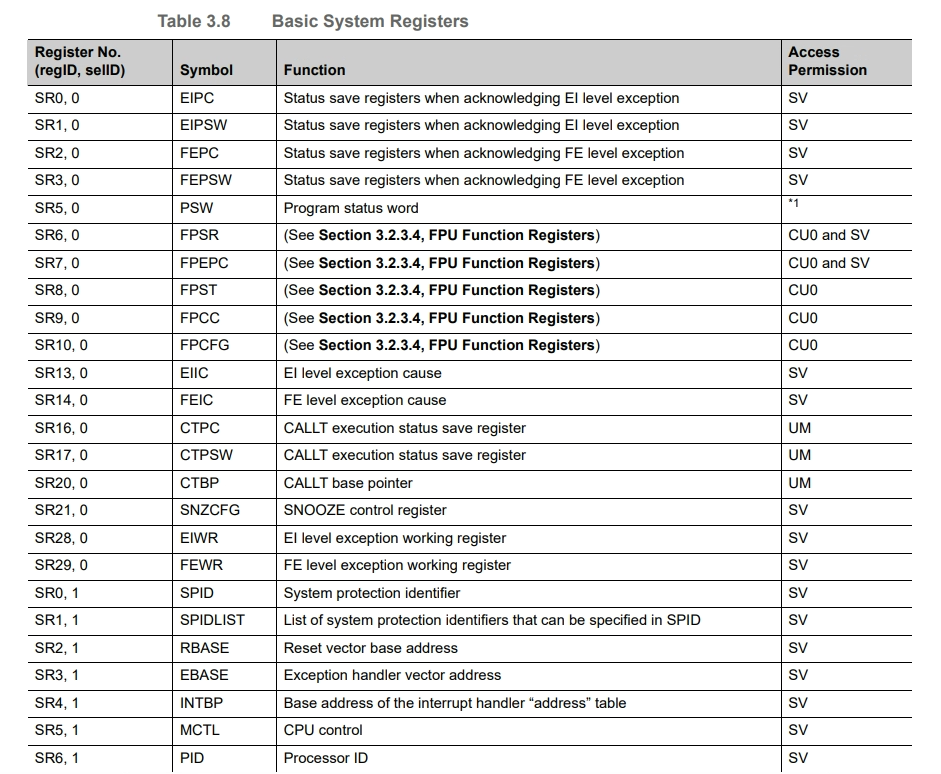 Table 3.8 Basic System Registers
Register No. (regID, selID) Symbol Function Access Permission
SR0, 0 EIPC Status save registers when acknowledging EI level exception SV
SR1, 0 EIPSW Status save registers when acknowledging EI level exception SV
SR2, 0 FEPC Status save registers when acknowledging FE level exception SV
SR3, 0 FEPSW Status save registers when acknowledging FE level exception SV
SR5, 0 PSW Program status word *1
SR6, 0 FPSR (See Section 3.2.3.4, FPU Function Registers) CU0 and SV
SR7, 0 FPEPC (See Section 3.2.3.4, FPU Function Registers) CU0 and SV
SR8, 0 FPST (See Section 3.2.3.4, FPU Function Registers) CU0
SR9, 0 FPCC (See Section 3.2.3.4, FPU Function Registers) CU0
SR10, 0 FPCFG (See Section 3.2.3.4, FPU Function Registers) CU0
SR13, 0 EIIC EI level exception cause SV
SR14, 0 FEIC FE level exception cause SV
SR16, 0 CTPC CALLT execution status save register UM
SR17, 0 CTPSW CALLT execution status save register UM
SR20, 0 CTBP CALLT base pointer UM
SR21, 0 SNZCFG SNOOZE control register SV
SR28, 0 EIWR EI level exception working register SV
SR29, 0 FEWR FE level exception working register SV
SR0, 1 SPID System protection identifier SV
SR1, 1 SPIDLIST List of system protection identifiers that can be specified in SPID SV
SR2, 1 RBASE Reset vector base address SV
SR3, 1 EBASE Exception handler vector address SV
SR4, 1 INTBP Base address of the interrupt handler “address” table SV
SR5, 1 MCTL CPU control SV
SR6, 1 PID Processor ID SV